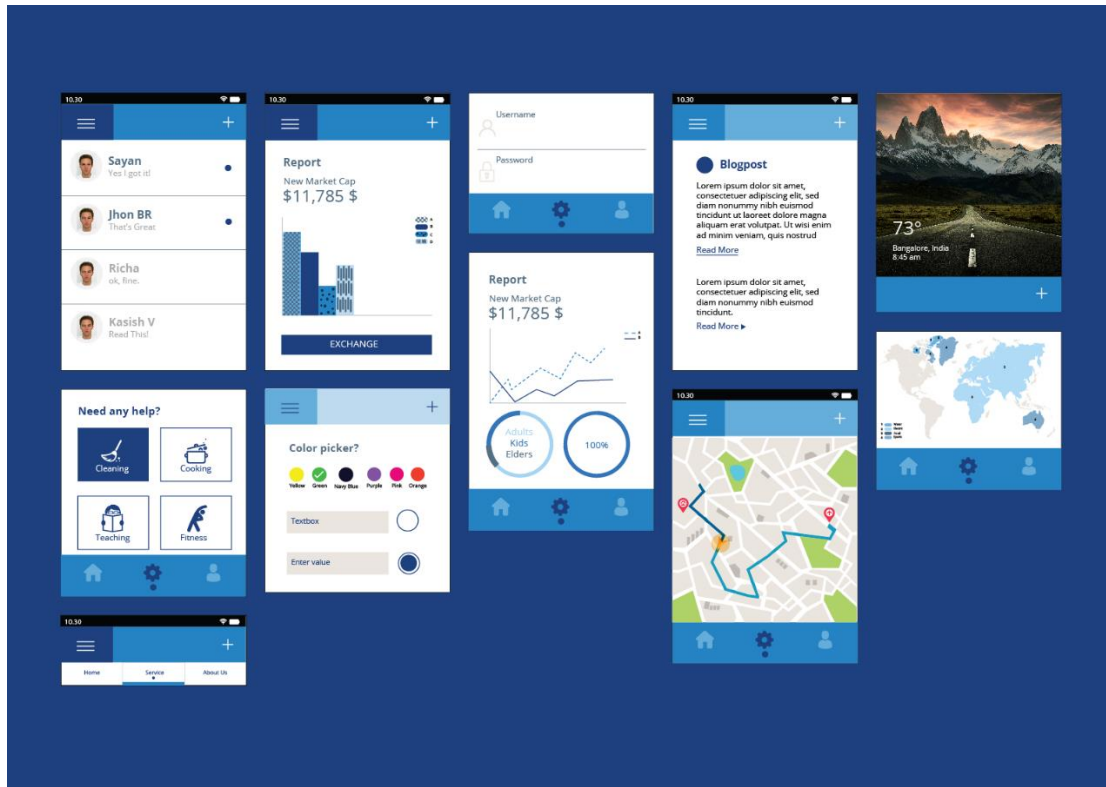 10.30
Sayan
Yes I got it!
Jhon BR
That's Great
Richa
ok, fine.
Kasish V
Read This!
Need any help?
Cleaning
Cooking
Teaching
Fitness
10.30
Home
Service
About Us
10.30
Report
New Market Cap
$11,785 $
EXCHANGE
Color picker?
Yellow
Green
Navy Blue
Purple
Pink
Orange
Textbox
Enter value
Username
Password
Report
New Market Cap
$11,785 $
Adults
Kids
Elders
100%
10.30
Blogpost
Lorem ipsum dolor sit amet,
consectetuer adipiscing elit, sed
diam nonummy nibh euismod
tincidunt ut laoreet dolore magna
aliquam erat volutpat. Ut wisi enim
ad minim veniam, quis nostrud
Read More
Lorem ipsum dolor sit amet,
consectetuer adipiscing elit, sed
diam nonummy nibh euismod
tincidunt.
Read More
10.30
73°
Bangalore, India
8:45 am